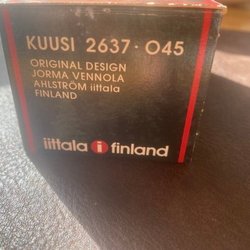 KUUSI 2637 · 045
ORIGINAL DESIGN
JORMA VENNOLA
AHLSTRÖM iittala
FINLAND
iittala i finland